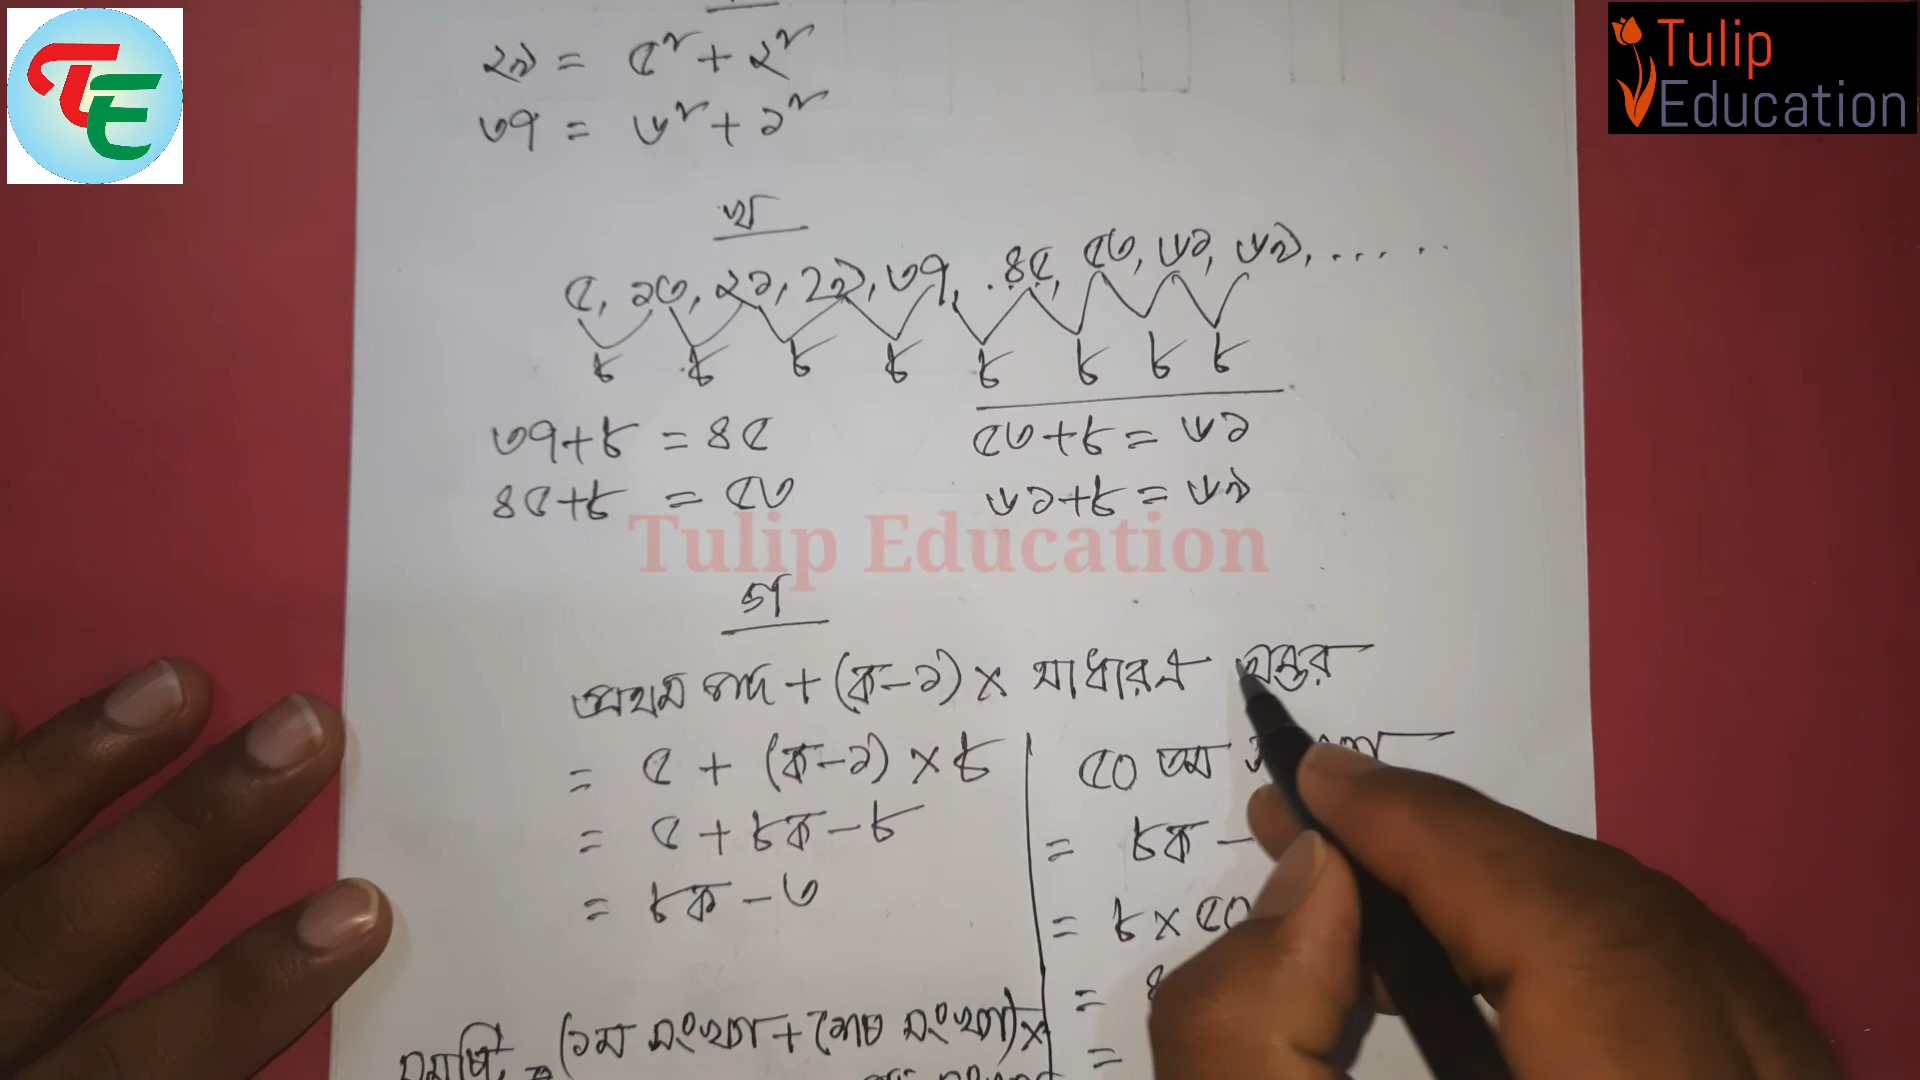 TE
Tulip
Education
২৯ = ৫² + ২²
৩৭ = ৬² + ১²
খ
৫, ১৩, ২১, ২৯, ৩৭, ৪৫, ৫৩, ৬১, ৬৯, ......
৮ ৮ ৮ ৮ ৮ ৮ ৮ ৮
৩৭+৮ = ৪৫
৫৩+৮ = ৬১
৪৫+৮ = ৫৩
৬১+৮ = ৬৯
Tulip Education
গ
প্রথম পদ + (ক-১) × সাধারণ অন্তর
= ৫ + (ক-১) × ৮
= ৫ + ৮ক - ৮
= ৮ক - ৩
৫০ তম
= ৮ক -
= ৮ × ৫০
= ৪
=
সমষ্টি = (১ম সংখ্যা + শেষ সংখ্যা) ×